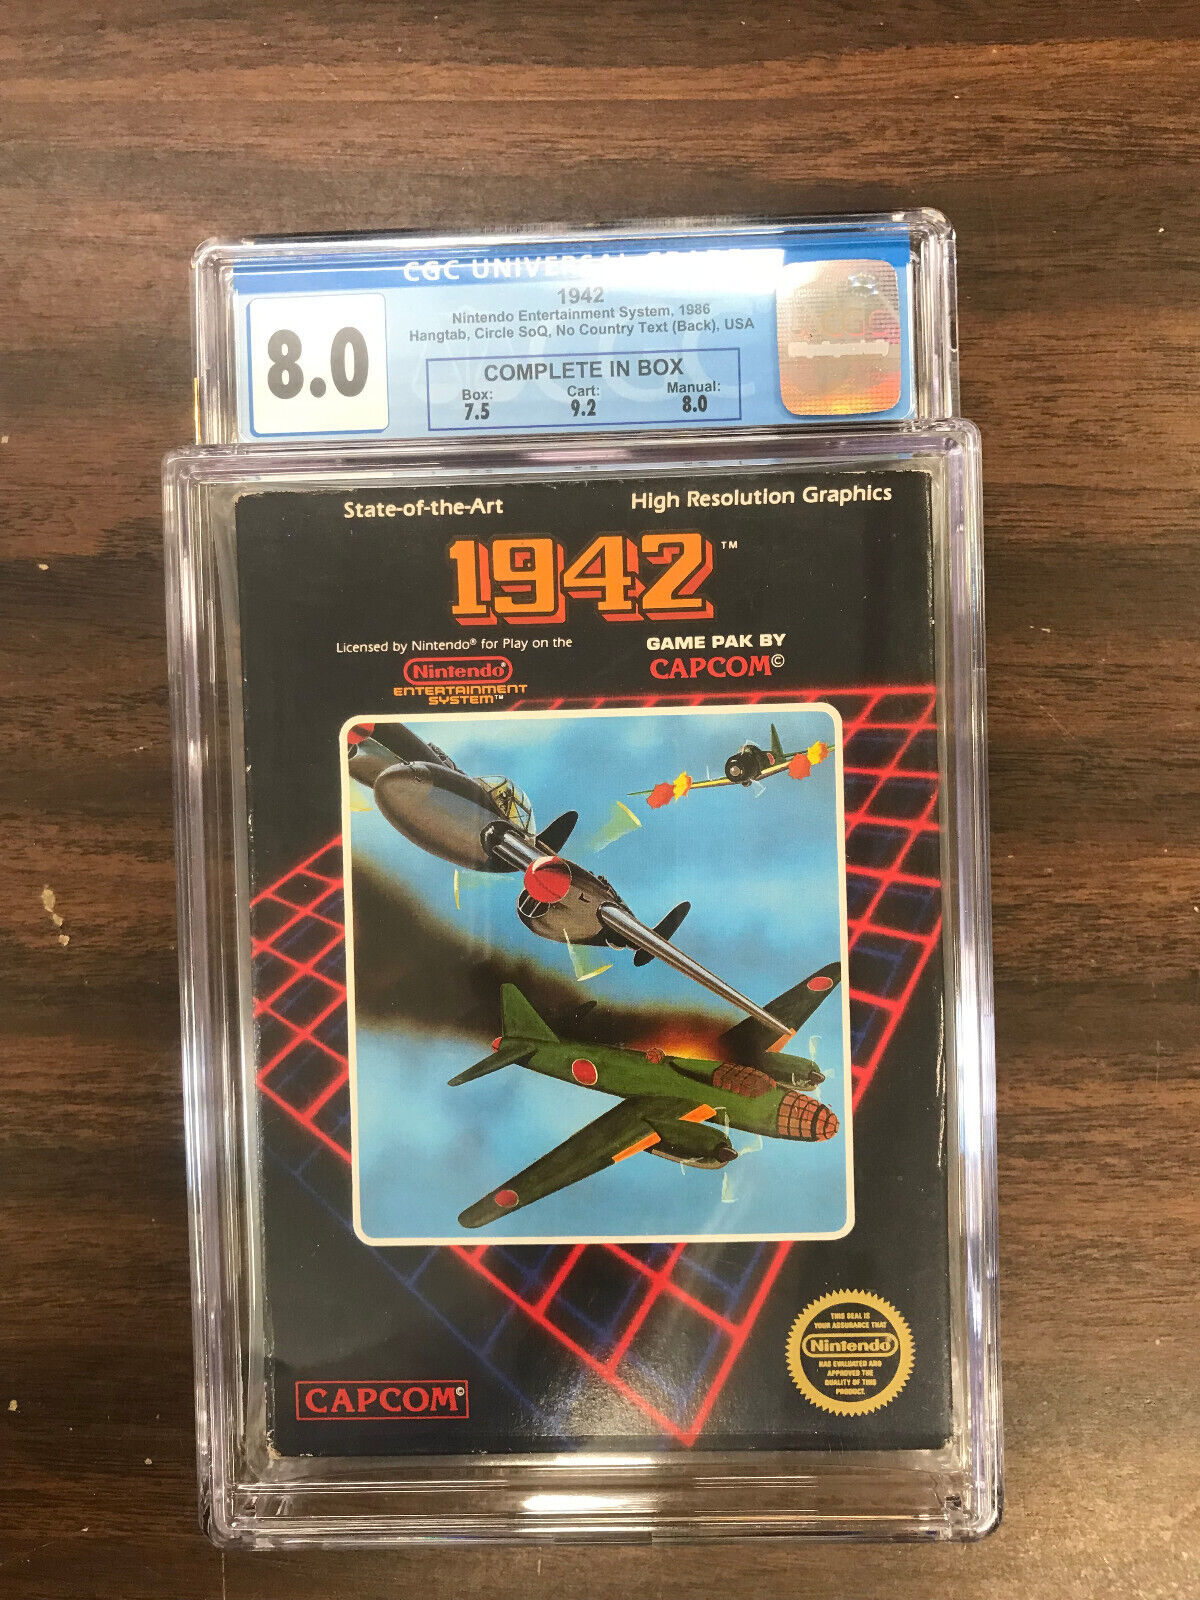 CGC UNIVERSAL
1942
Nintendo Entertainment System, 1986
Hangtab, Circle SoQ, No Country Text (Back), USA
8.0
COMPLETE IN BOX
Box: Cart: Manual:
7.5 9.2 8.0
State-of-the-Art High Resolution Graphics
1942™
Licensed by Nintendo® for Play on the
Nintendo®
ENTERTAINMENT
SYSTEM™
GAME PAK BY
CAPCOM©
THIS SEAL IS
YOUR ASSURANCE THAT
Nintendo
HAS EVALUATED AND
APPROVED THE
QUALITY OF THIS
PRODUCT.
CAPCOM©